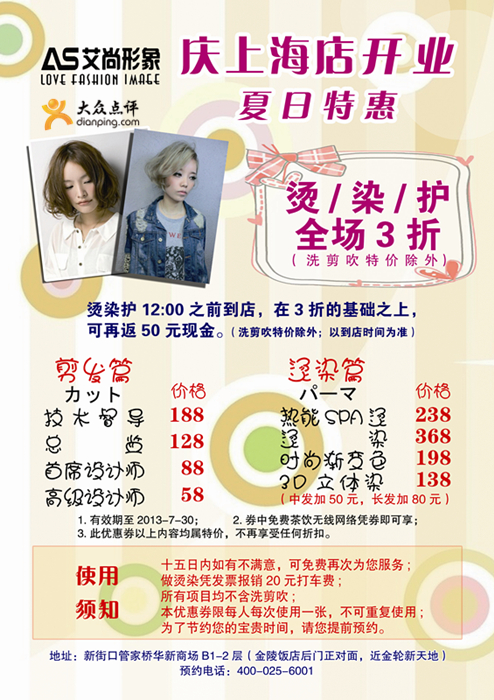 AS艾尚形象
LOVE FASHION IMAGE
大众点评
dianping.com
庆上海店开业
夏日特惠
烫/染/护
全场3折
(洗剪吹特价除外)
烫染护12:00之前到店，在3折的基础之上，
可再返50元现金。(洗剪吹特价除外；以到店时间为准)
剪发篇
カット 价格
技术督导 188
总监 128
首席设计师 88
高级设计师 58
烫染篇
パーマ 价格
热能SPA烫 238
烫染 368
时尚渐变色 198
3D立体染 138
(中发加50元，长发加80元)
1. 有效期至2013-7-30； 2. 券中免费茶饮无线网络凭券即可享；
3. 此优惠券以上内容均属特价，不再享受任何折扣。
使用
须知
十五日内如有不满意，可免费再次为您服务；
做烫染凭发票报销20元打车费；
所有项目均不含洗剪吹；
本优惠券限每人每次使用一张，不可重复使用；
为了节约您的宝贵时间，请您提前预约。
地址：新街口管家桥华新商场B1-2层（金陵饭店后门正对面，近金轮新天地）
预约电话：400-025-6001